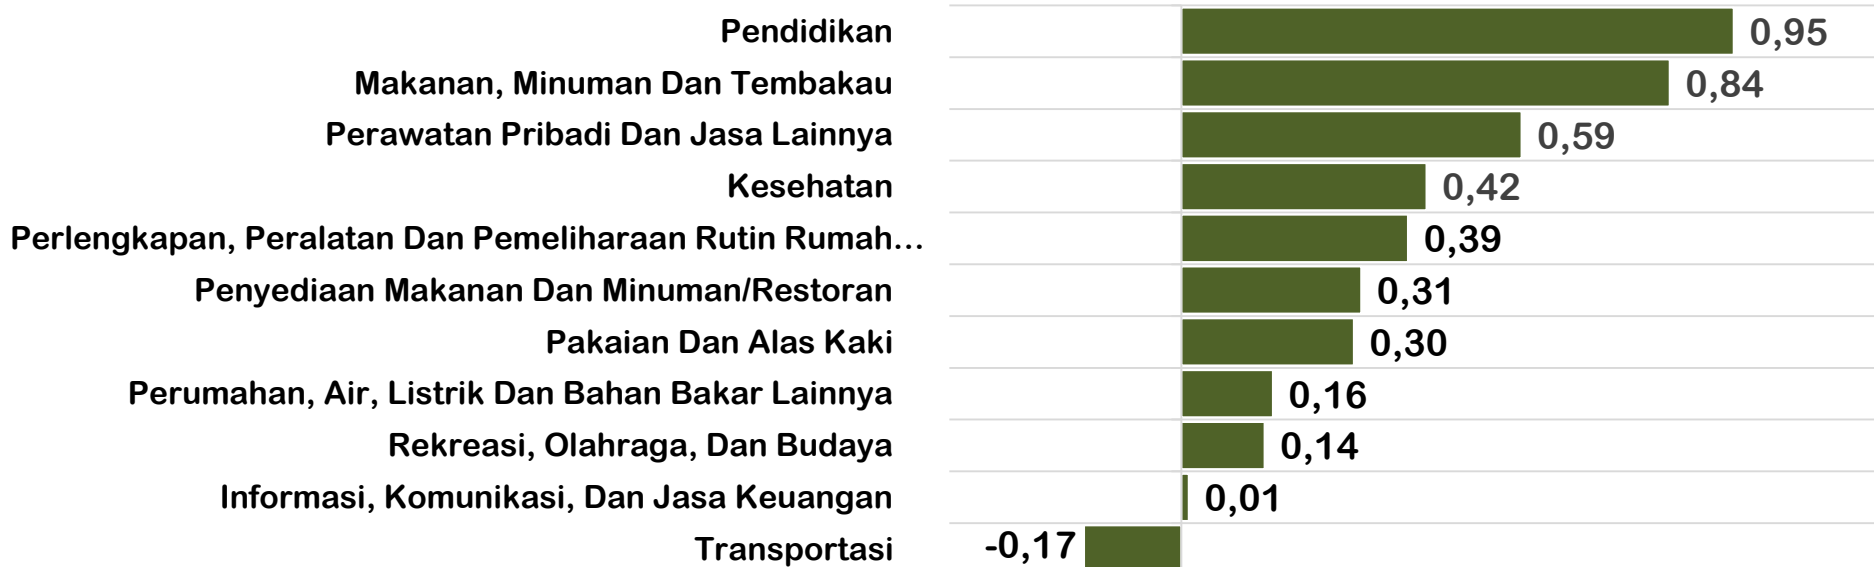 Pendidikan 0,95
Makanan, Minuman Dan Tembakau 0,84
Perawatan Pribadi Dan Jasa Lainnya 0,59
Kesehatan 0,42
Perlengkapan, Peralatan Dan Pemeliharaan Rutin Rumah... 0,39
Penyediaan Makanan Dan Minuman/Restoran 0,31
Pakaian Dan Alas Kaki 0,30
Perumahan, Air, Listrik Dan Bahan Bakar Lainnya 0,16
Rekreasi, Olahraga, Dan Budaya 0,14
Informasi, Komunikasi, Dan Jasa Keuangan 0,01
Transportasi -0,17